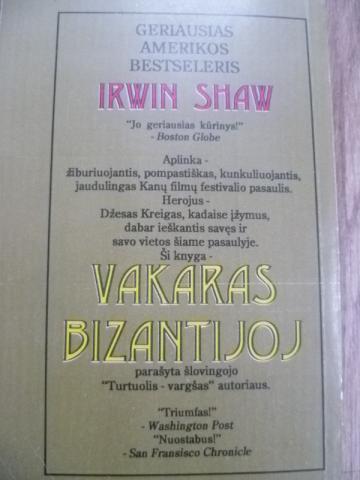 GERIAUSIAS
AMERIKOS
BESTSELERIS
IRWIN SHAW
"Jo geriausias kūrinys!"
- Boston Globe
Aplinka -
žiburiuojantis, pompastiškas, kunkuliuojantis,
jaudulingas Kanų filmų festivalio pasaulis.
Herojus -
Džesas Kreigas, kadaise įžymus,
dabar ieškantis savęs ir
savo vietos šiame pasaulyje.
Ši knyga -
VAKARAS
BIZANTIJOJ
parašyta šlovingojo
"Turtuolis - vargšas" autoriaus.
"Triumfas!"
- Washington Post
"Nuostabus!"
- San Fransisco Chronicle